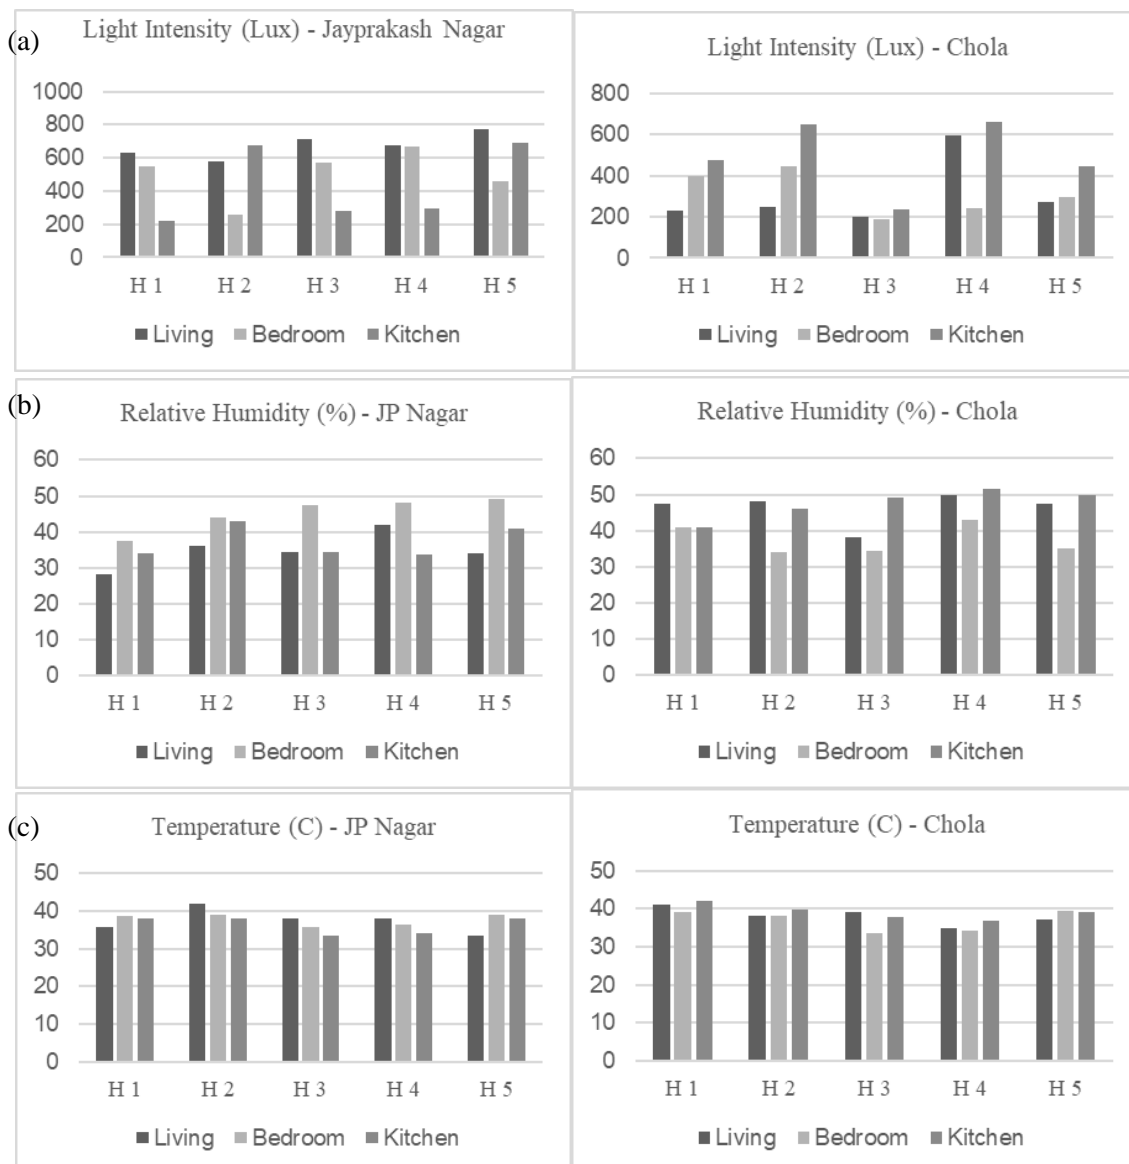 (a)
Light Intensity (Lux) - Jayprakash Nagar
1000
800
600
400
200
0
H 1 H 2 H 3 H 4 H 5
Living Bedroom Kitchen
Light Intensity (Lux) - Chola
800
600
400
200
0
H 1 H 2 H 3 H 4 H 5
Living Bedroom Kitchen
(b)
Relative Humidity (%) - JP Nagar
60
50
40
30
20
10
0
H 1 H 2 H 3 H 4 H 5
Living Bedroom Kitchen
Relative Humidity (%) - Chola
60
50
40
30
20
10
0
H 1 H 2 H 3 H 4 H 5
Living Bedroom Kitchen
(c)
Temperature (C) - JP Nagar
50
40
30
20
10
0
H 1 H 2 H 3 H 4 H 5
Living Bedroom Kitchen
Temperature (C) - Chola
50
40
30
20
10
0
H 1 H 2 H 3 H 4 H 5
Living Bedroom Kitchen